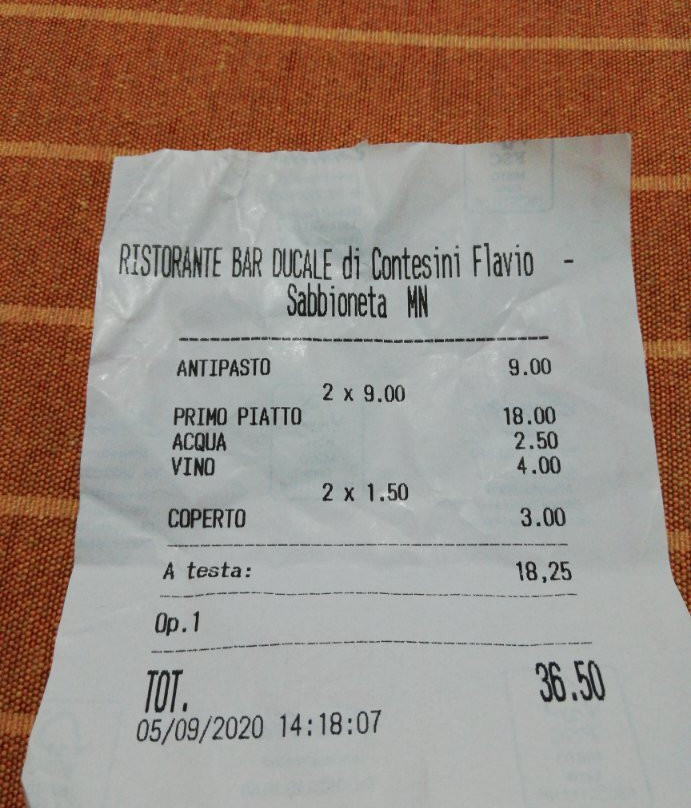 RISTORANTE BAR DUCALE di Contesini Flavio -
Sabbioneta MN
ANTIPASTO 9.00
2 x 9.00
PRIMO PIATTO 18.00
ACQUA 2.50
VINO 4.00
2 x 1.50
COPERTO 3.00
A testa: 18,25
Op.1
TOT. 36.50
05/09/2020 14:18:07